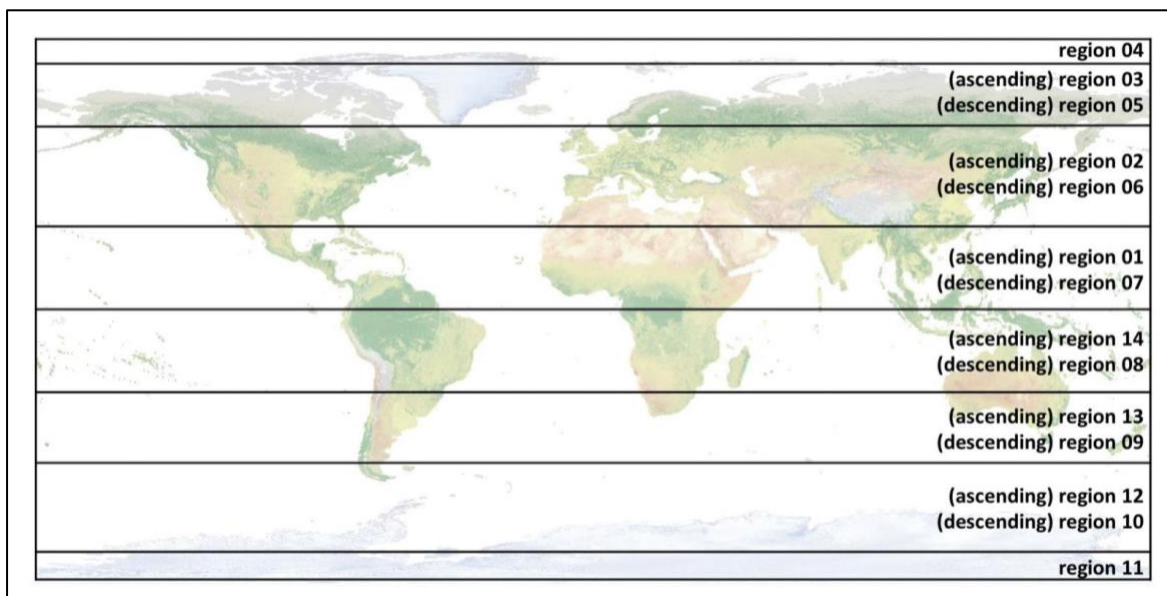 region 04
(ascending) region 03
(descending) region 05
(ascending) region 02
(descending) region 06
(ascending) region 01
(descending) region 07
(ascending) region 14
(descending) region 08
(ascending) region 13
(descending) region 09
(ascending) region 12
(descending) region 10
region 11